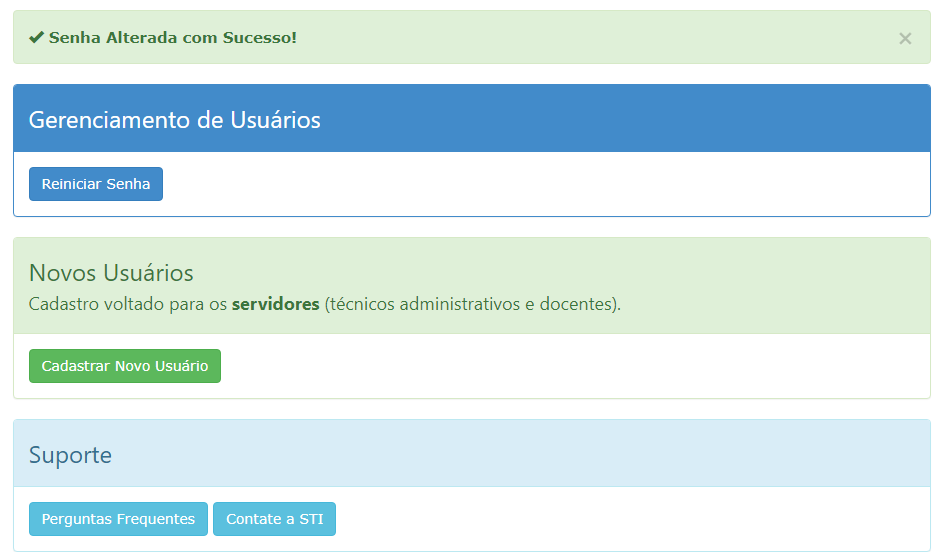 ✔ Senha Alterada com Sucesso! ×
Gerenciamento de Usuários
Reiniciar Senha
Novos Usuários
Cadastro voltado para os servidores (técnicos administrativos e docentes).
Cadastrar Novo Usuário
Suporte
Perguntas Frequentes Contate a STI